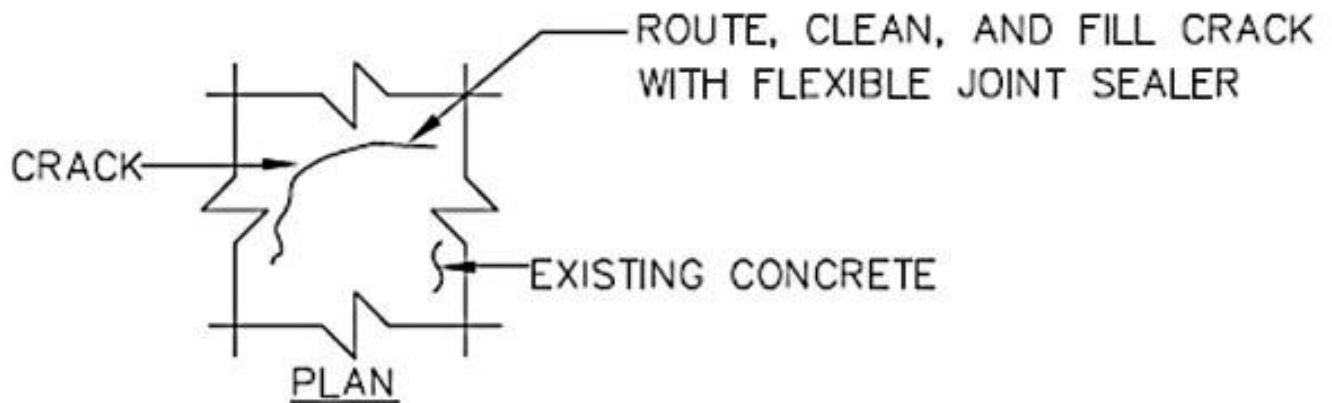 ROUTE, CLEAN, AND FILL CRACK
WITH FLEXIBLE JOINT SEALER
CRACK
EXISTING CONCRETE
PLAN